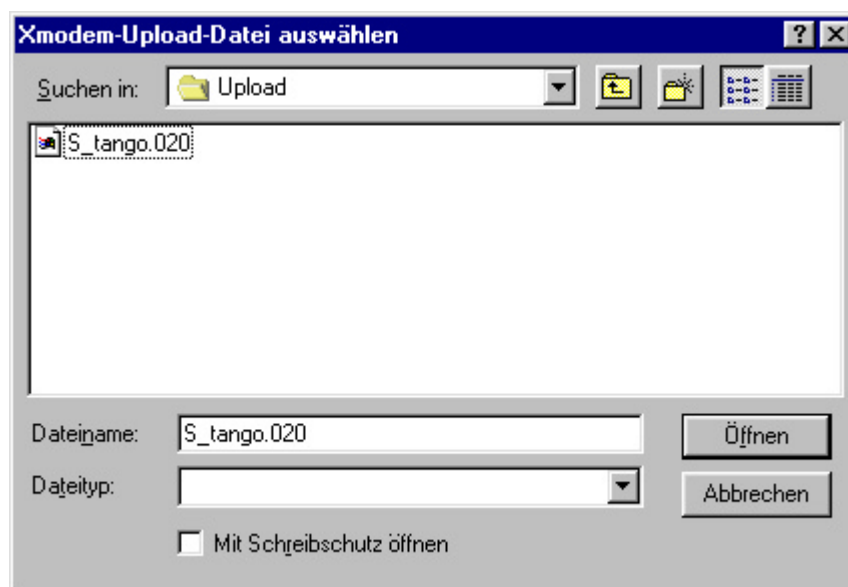 Xmodem-Upload-Datei auswählen
Suchen in: Upload
S_tango.020
Dateiname: S_tango.020 Öffnen
Dateityp: Abbrechen
Mit Schreibschutz öffnen